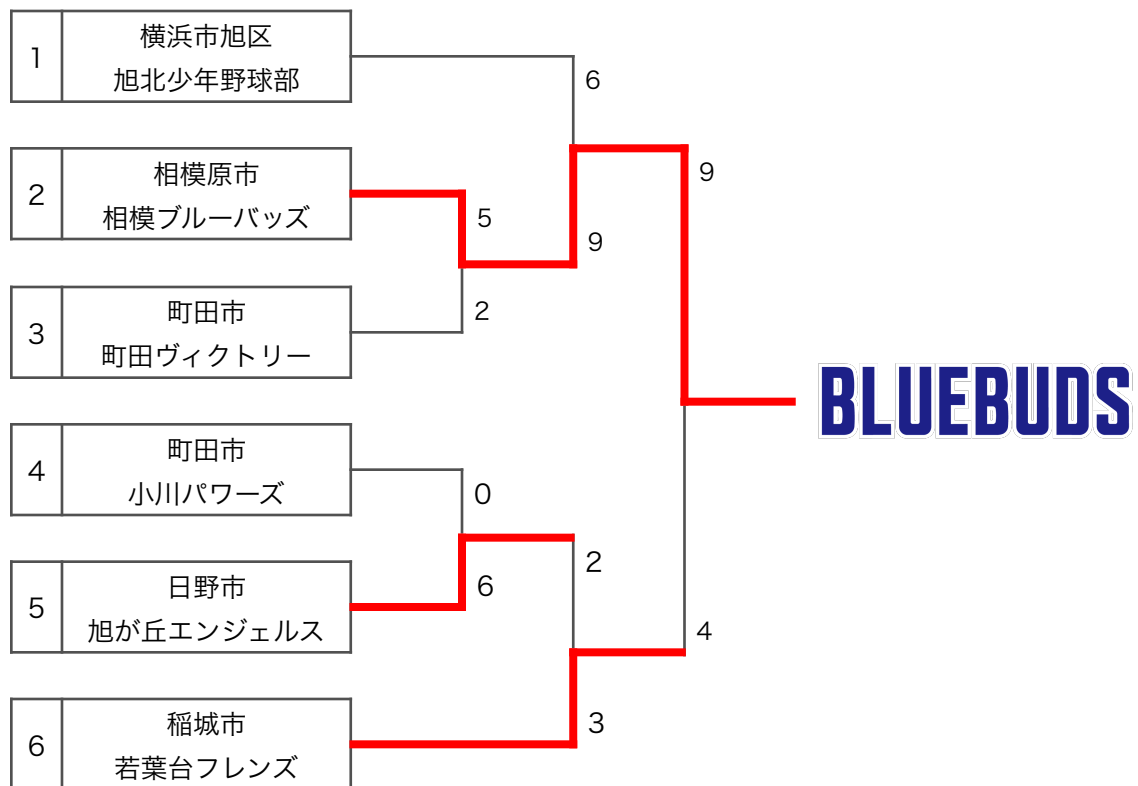 1
横浜市旭区
旭北少年野球部
6
2
相模原市
相模ブルーバッズ
5
9
9
3
町田市
町田ヴィクトリー
2
BLUEBUDS
4
町田市
小川パワーズ
0
2
5
日野市
旭が丘エンジェルス
6
4
6
稲城市
若葉台フレンズ
3